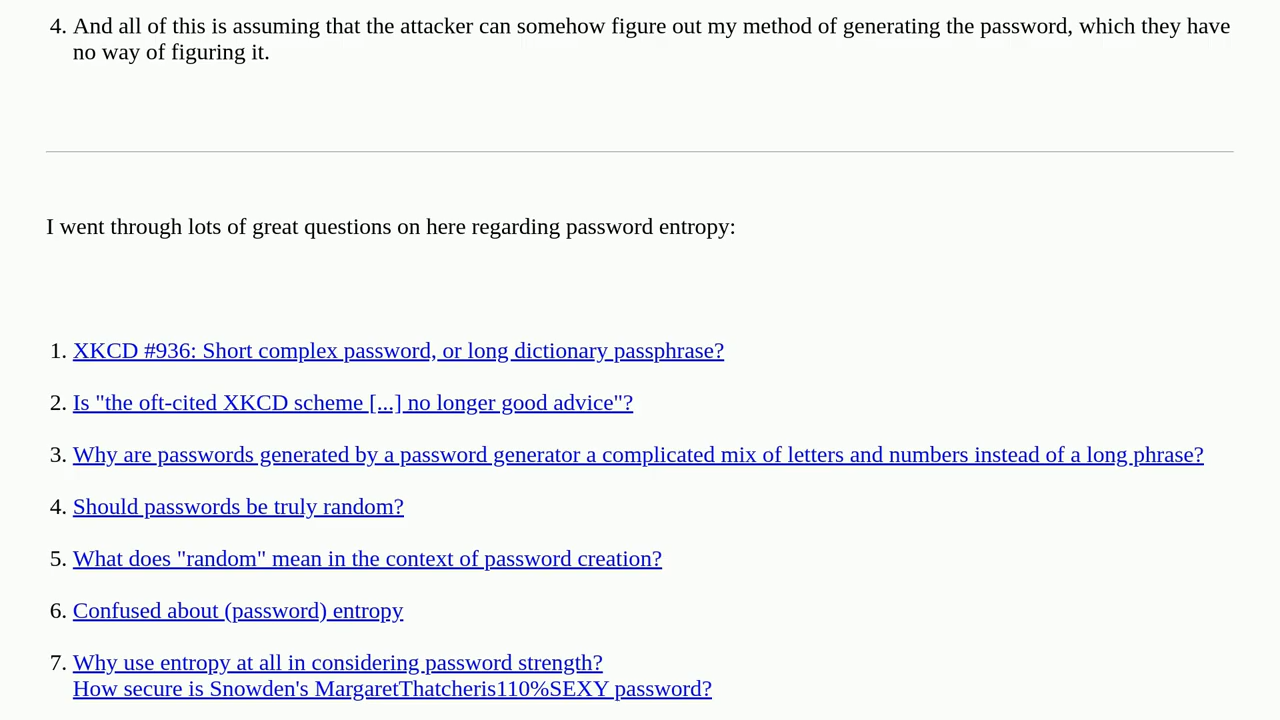 4. And all of this is assuming that the attacker can somehow figure out my method of generating the password, which they have
no way of figuring it.
I went through lots of great questions on here regarding password entropy:
1. XKCD #936: Short complex password, or long dictionary passphrase?
2. Is "the oft-cited XKCD scheme [...] no longer good advice"?
3. Why are passwords generated by a password generator a complicated mix of letters and numbers instead of a long phrase?
4. Should passwords be truly random?
5. What does "random" mean in the context of password creation?
6. Confused about (password) entropy
7. Why use entropy at all in considering password strength?
How secure is Snowden's MargaretThatcheris110%SEXY password?